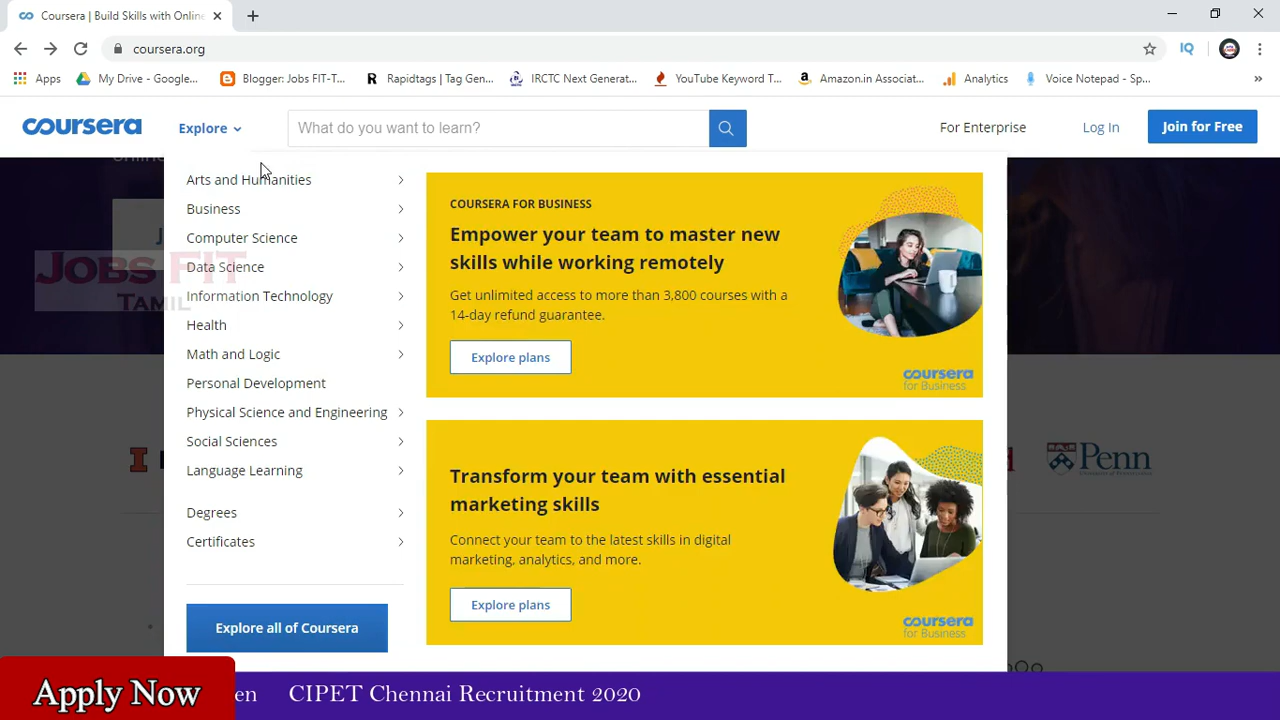 Coursera | Build Skills with Online
coursera.org
IQ
Apps
My Drive - Google...
Blogger: Jobs FIT-T...
Rapidtags | Tag Gen...
IRCTC Next Generat...
YouTube Keyword T...
Amazon.in Associat...
Analytics
Voice Notepad - Sp...
coursera
Explore
What do you want to learn?
For Enterprise
Log In
Join for Free
Arts and Humanities
Business
Computer Science
Data Science
Information Technology
Health
Math and Logic
Personal Development
Physical Science and Engineering
Social Sciences
Language Learning
Degrees
Certificates
Explore all of Coursera
JOBS FIT
TAMIL
COURSERA FOR BUSINESS
Empower your team to master new
skills while working remotely
Get unlimited access to more than 3,800 courses with a
14-day refund guarantee.
Explore plans
coursera
for Business
Transform your team with essential
marketing skills
Connect your team to the latest skills in digital
marketing, analytics, and more.
Explore plans
coursera
for Business
Penn
Apply Now
en CIPET Chennai Recruitment 2020